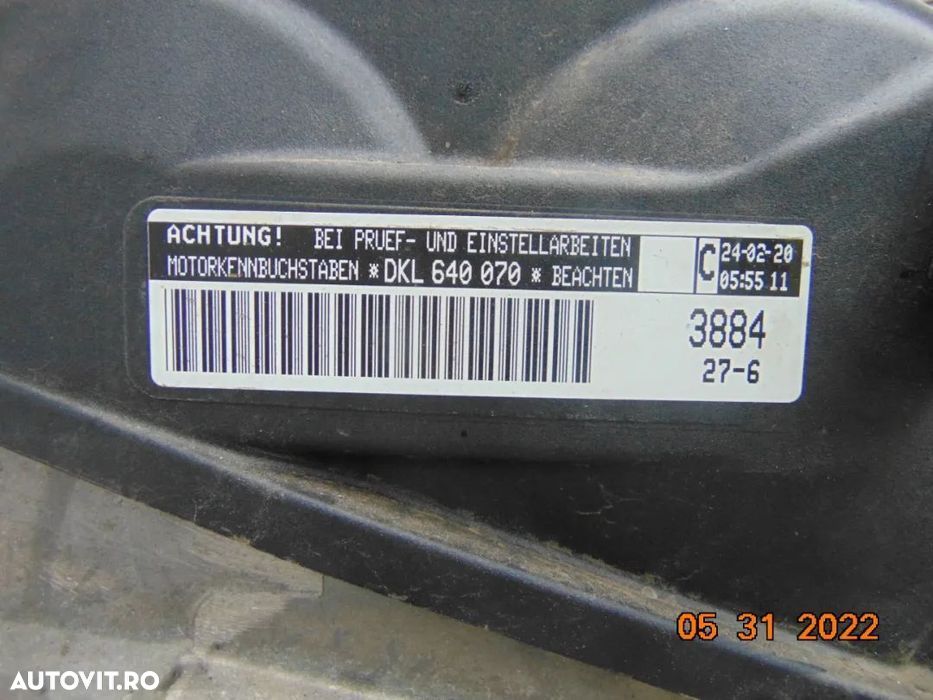 ACHTUNG! BEI PRUEF- UND EINSTELLARBEITEN
MOTORKENNBUCHSTABEN *DKL 640 070* BEACHTEN
C
24-02-20
05:55 11
3884
27-6
05 31 2022
AUTOVIT.RO